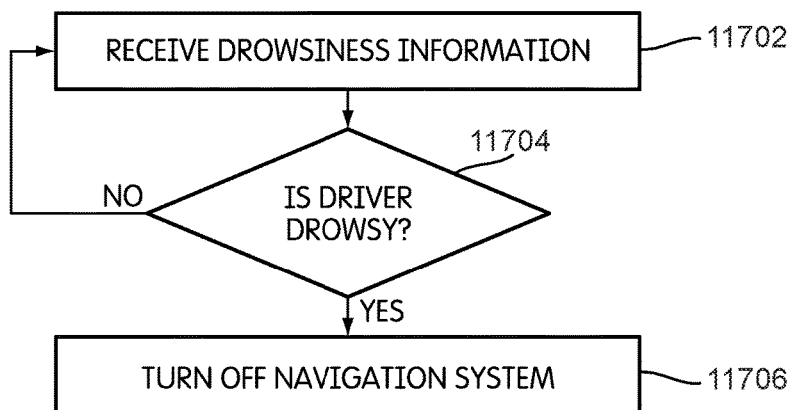 RECEIVE DROWSINESS INFORMATION
11702
11704
IS DRIVER
DROWSY?
NO
YES
TURN OFF NAVIGATION SYSTEM
11706